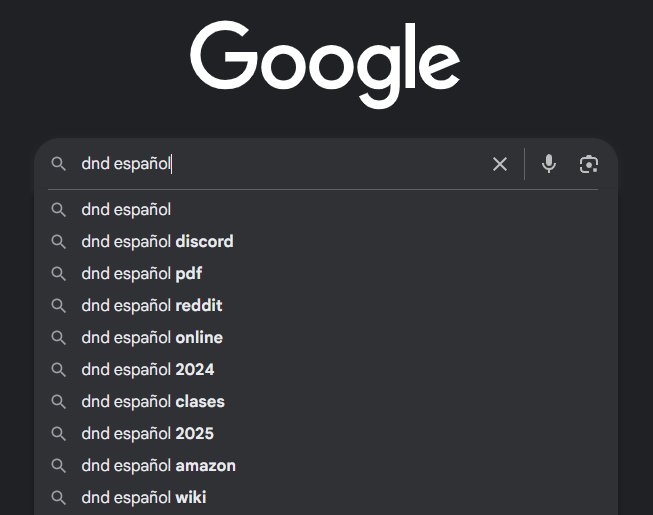 Google
dnd español
dnd español
dnd español discord
dnd español pdf
dnd español reddit
dnd español online
dnd español 2024
dnd español clases
dnd español 2025
dnd español amazon
dnd español wiki